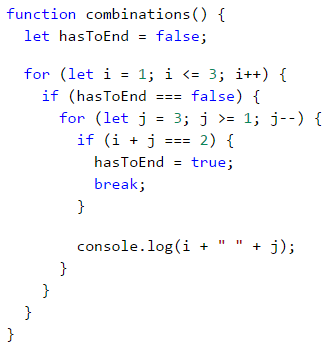 function combinations() {
  let hasToEnd = false;

  for (let i = 1; i <= 3; i++) {
    if (hasToEnd === false) {
      for (let j = 3; j >= 1; j--) {
        if (i + j === 2) {
          hasToEnd = true;
          break;
        }

        console.log(i + " " + j);
      }
    }
  }
}